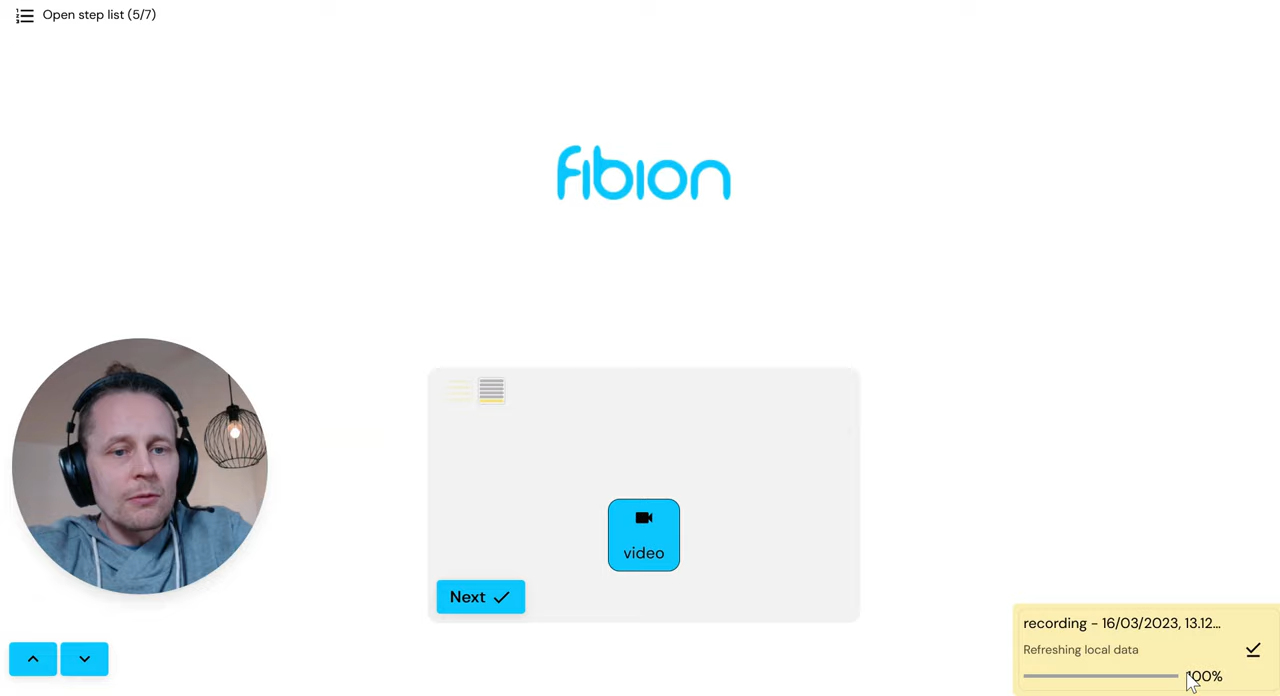 Open step list (5/7)
fibion
video
Next
recording - 16/03/2023, 13.12...
Refreshing local data
100%